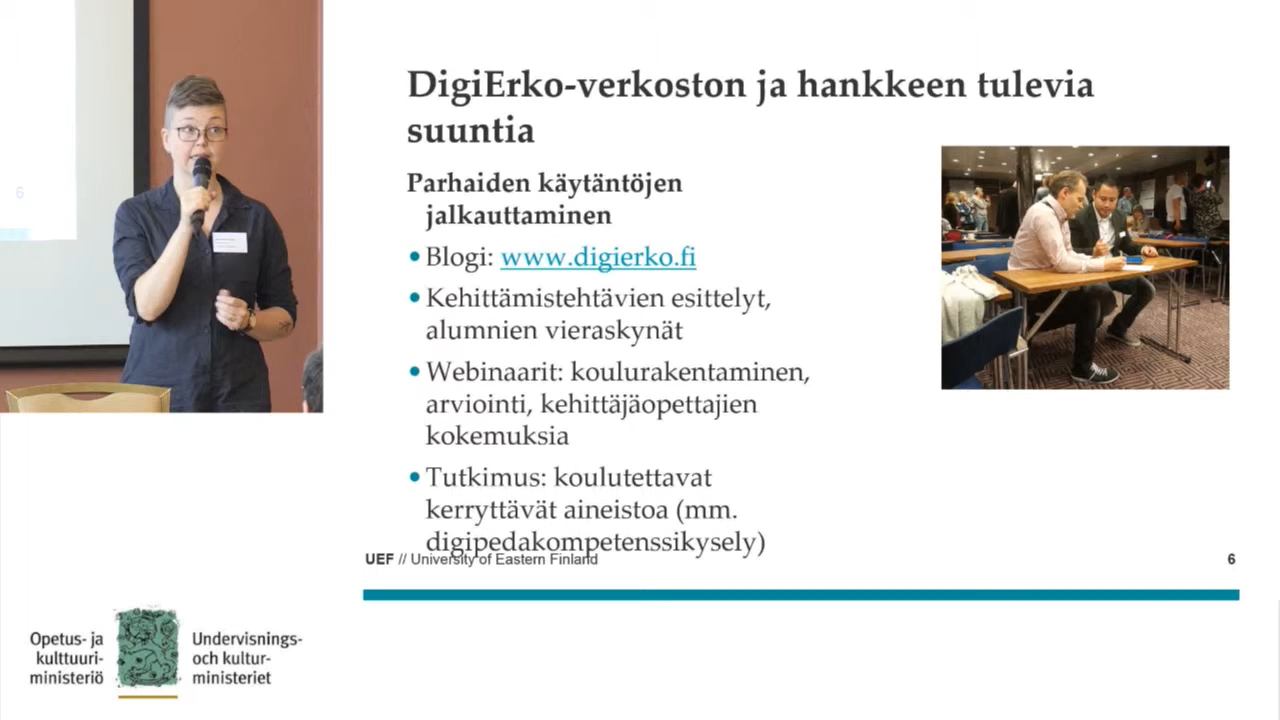 6
DigiErko-verkoston ja hankkeen tulevia
suuntia
Parhaiden käytäntöjen
jalkauttaminen
• Blogi: www.digierko.fi
• Kehittämistehtävien esittelyt,
alumnien vieraskynät
• Webinaarit: koulurakentaminen,
arviointi, kehittäjäopettajien
kokemuksia
• Tutkimus: koulutettavat
kerryttävät aineistoa (mm.
digipedakompetenssikysely)
UEF // University of Eastern Finland
6
Opetus- ja
kulttuuri-
ministeriö
Undervisnings-
och kultur-
ministeriet